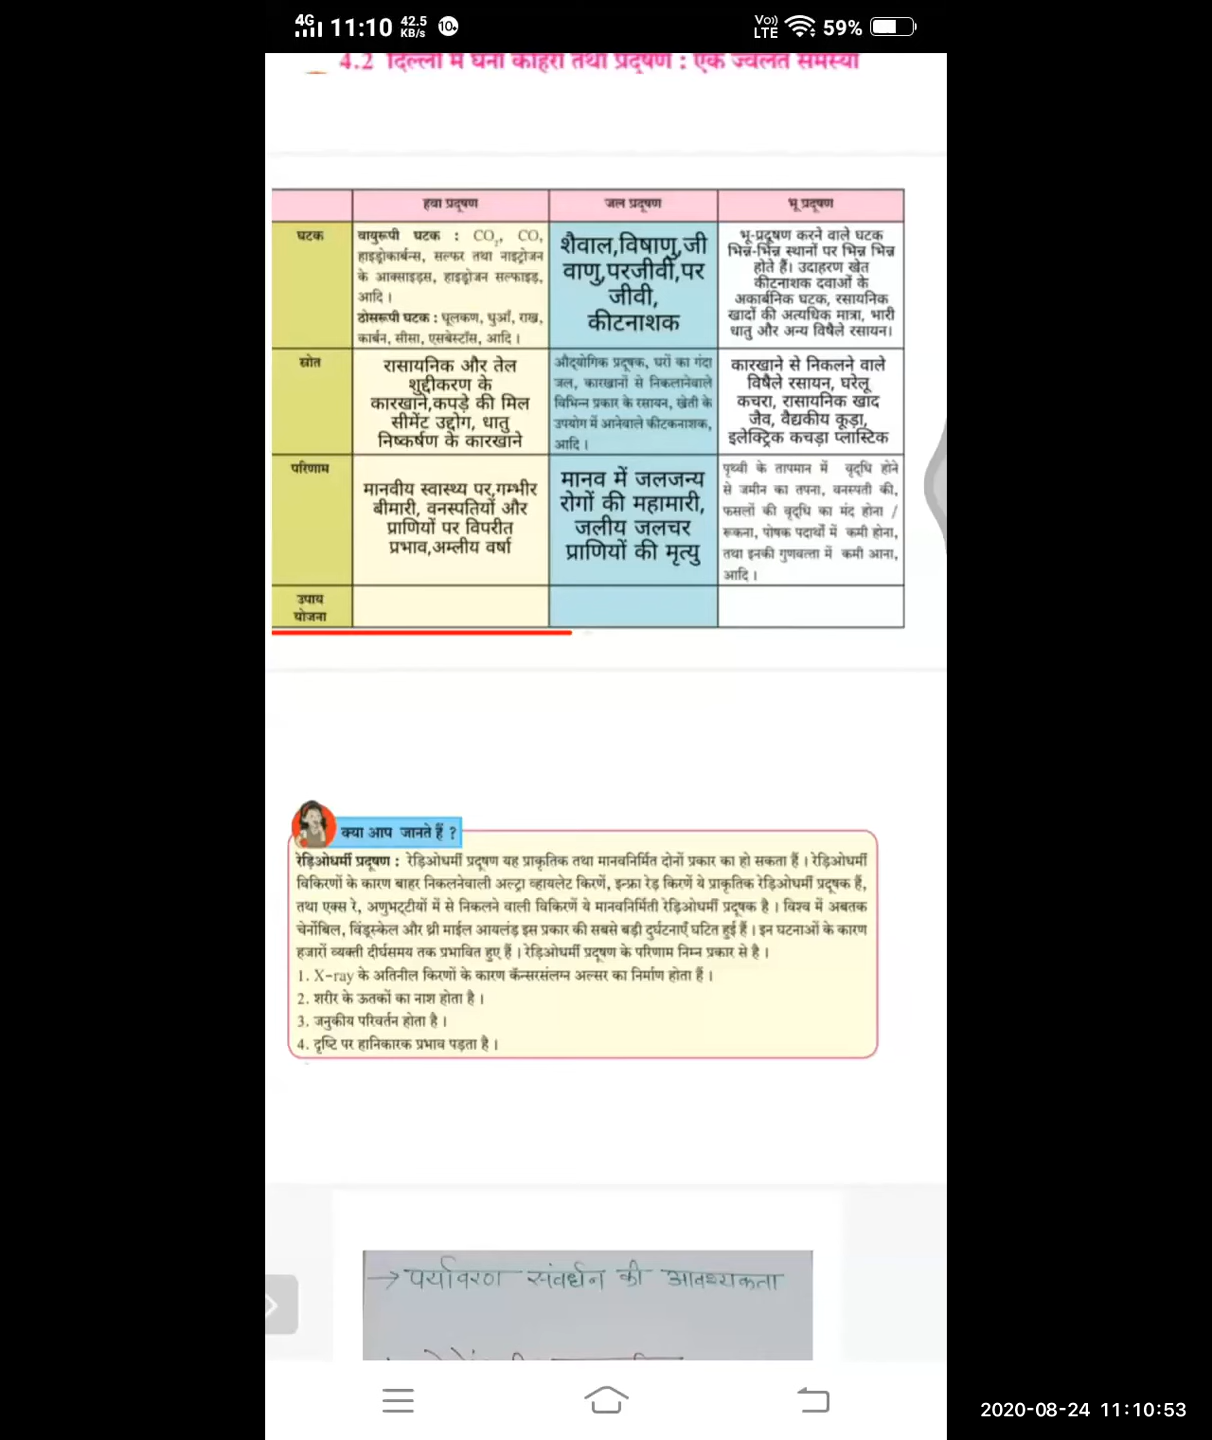 4G 11:10 42.5 KB/s 10+ Vo)) LTE 59%
4.2 दिल्ली में घना कोहरा तथा प्रदूषण : एक ज्वलंत समस्या
हवा प्रदूषण
जल प्रदूषण
भू प्रदूषण
घटक
वायुरूपी घटक : CO₂, CO,
हाइड्रोकार्बन्स, सल्फर तथा नाइट्रोजन
के आक्साइड्स, हाइड्रोजन सल्फाइड,
आदि ।
ठोसरूपी घटक : धूलकण, धुआँ, राख,
कार्बन, सीसा, एसबेस्टॉस, आदि ।
शैवाल,विषाणु,जी
वाणु,परजीवी,पर
जीवी,
कीटनाशक
भू-प्रदूषण करने वाले घटक
भिन्न-भिन्न स्थानों पर भिन्न भिन्न
होते हैं। उदाहरण खेत
कीटनाशक दवाओं के
अकार्बनिक घटक, रसायनिक
खादों की अत्यधिक मात्रा, भारी
धातु और अन्य विषैले रसायन।
स्रोत
रासायनिक और तेल
शुद्दीकरण के
कारखाने,कपड़े की मिल
सीमेंट उद्दोग, धातु
निष्कर्षण के कारखाने
औद्योगिक प्रदूषक, घरों का गंदा
जल, कारखानों से निकलानेवाले
विभिन्न प्रकार के रसायन, खेती के
उपयोग में आनेवाले कीटकनाशक,
आदि ।
कारखाने से निकलने वाले
विषैले रसायन, घरेलू
कचरा, रासायनिक खाद
जैव, वैद्यकीय कूड़ा,
इलेक्ट्रिक कचड़ा प्लास्टिक
परिणाम
मानवीय स्वास्थ्य पर,गम्भीर
बीमारी, वनस्पतियों और
प्राणियों पर विपरीत
प्रभाव,अम्लीय वर्षा
मानव में जलजन्य
रोगों की महामारी,
जलीय जलचर
प्राणियों की मृत्यु
पृथ्वी के तापमान में वृद्धि होने
से जमीन का तपना, वनस्पती की,
फसलों की वृद्धि का मंद होना /
रूकना, पोषक पदार्थों में कमी होना,
तथा इनकी गुणवत्ता में कमी आना,
आदि ।
उपाय
योजना
क्या आप जानते हैं ?
रेड़िओधर्मी प्रदूषण : रेड़िओधर्मी प्रदूषण यह प्राकृतिक तथा मानवनिर्मित दोनों प्रकार का हो सकता हैं । रेड़िओधर्मी
विकिरणों के कारण बाहर निकलनेवाली अल्ट्रा व्हायलेट किरणें, इन्फ्रा रेड़ किरणें ये प्राकृतिक रेड़िओधर्मी प्रदूषक हैं,
तथा एक्स रे, अणुभट्टीयों में से निकलने वाली विकिरणें ये मानवनिर्मिती रेड़िओधर्मी प्रदूषक है । विश्व में अबतक
चेर्नोबिल, विंड्स्केल और थ्री माईल आयलंड़ इस प्रकार की सबसे बड़ी दुर्घटनाएँ घटित हुई हैं । इन घटनाओं के कारण
हजारों व्यक्ती दीर्घसमय तक प्रभावित हुए हैं । रेड़िओधर्मी प्रदूषण के परिणाम निम्न प्रकार से है ।
1. X-ray के अतिनील किरणों के कारण कॅन्सरसंलग्न अल्सर का निर्माण होता हैं ।
2. शरीर के ऊतकों का नाश होता है ।
3. जनुकीय परिवर्तन होता है ।
4. दृष्टि पर हानिकारक प्रभाव पड़ता है ।
→ पर्यावरण संवर्धन की आवश्यकता
2020-08-24 11:10:53